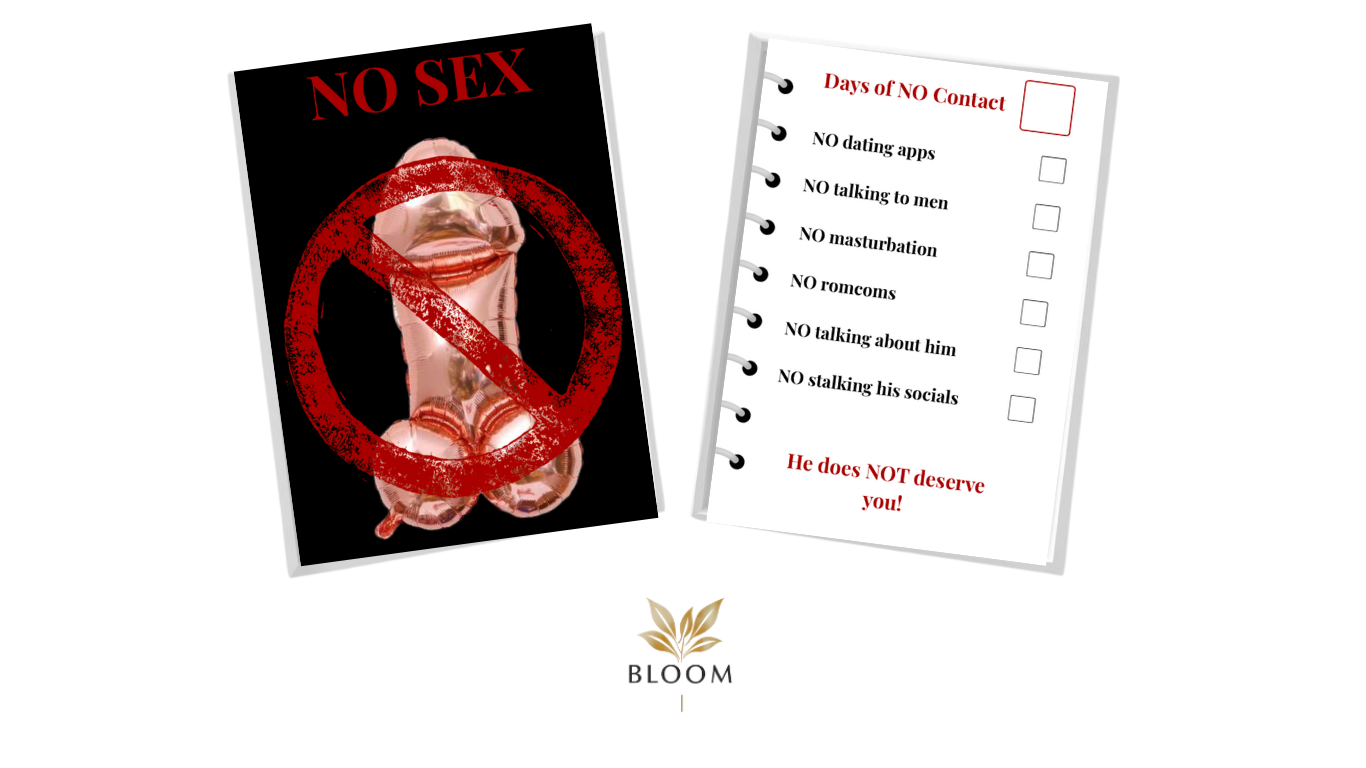 NO SEX
Days of NO Contact
NO dating apps
NO talking to men
NO masturbation
NO romcoms
NO talking about him
NO stalking his socials
He does NOT deserve
you!
BLOOM